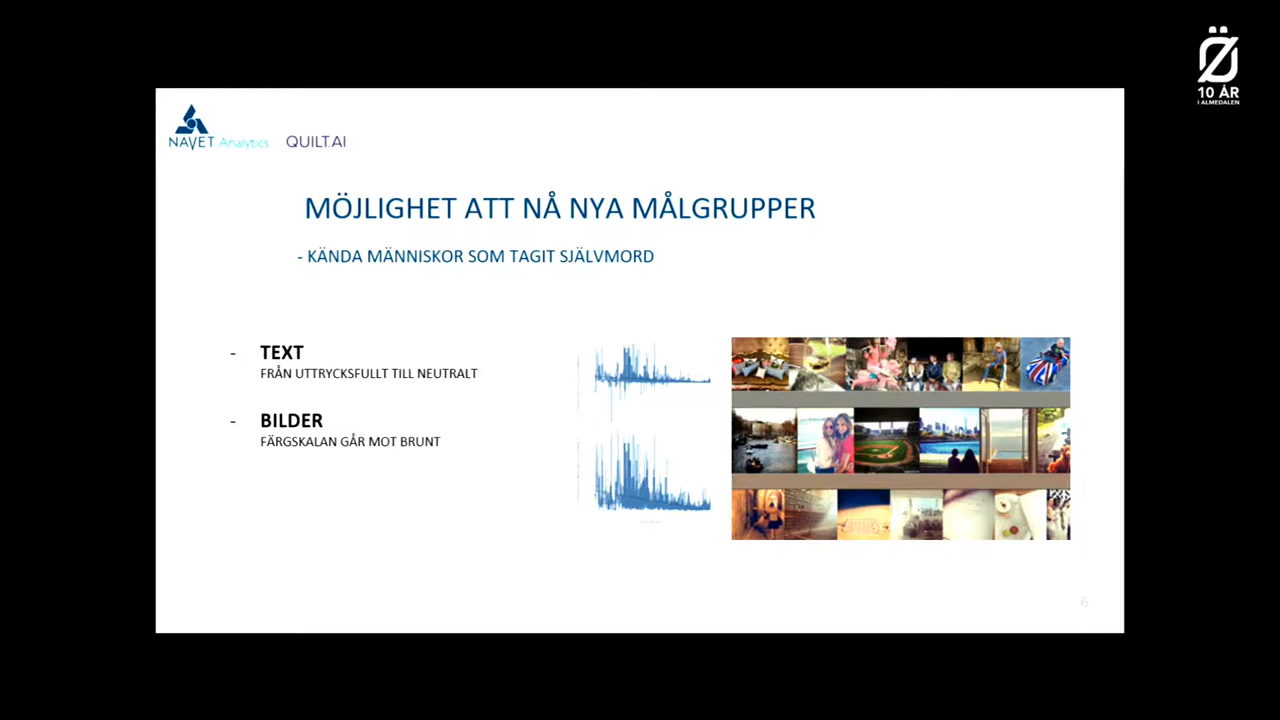 Ö
10 ÅR
I ALMEDALEN
NAVET Analytics
QUILT.AI
MÖJLIGHET ATT NÅ NYA MÅLGRUPPER
- KÄNDA MÄNNISKOR SOM TAGIT SJÄLVMORD
- TEXT
FRÅN UTTRYCKSFULLT TILL NEUTRALT
- BILDER
FÄRGSKALAN GÅR MOT BRUNT
6